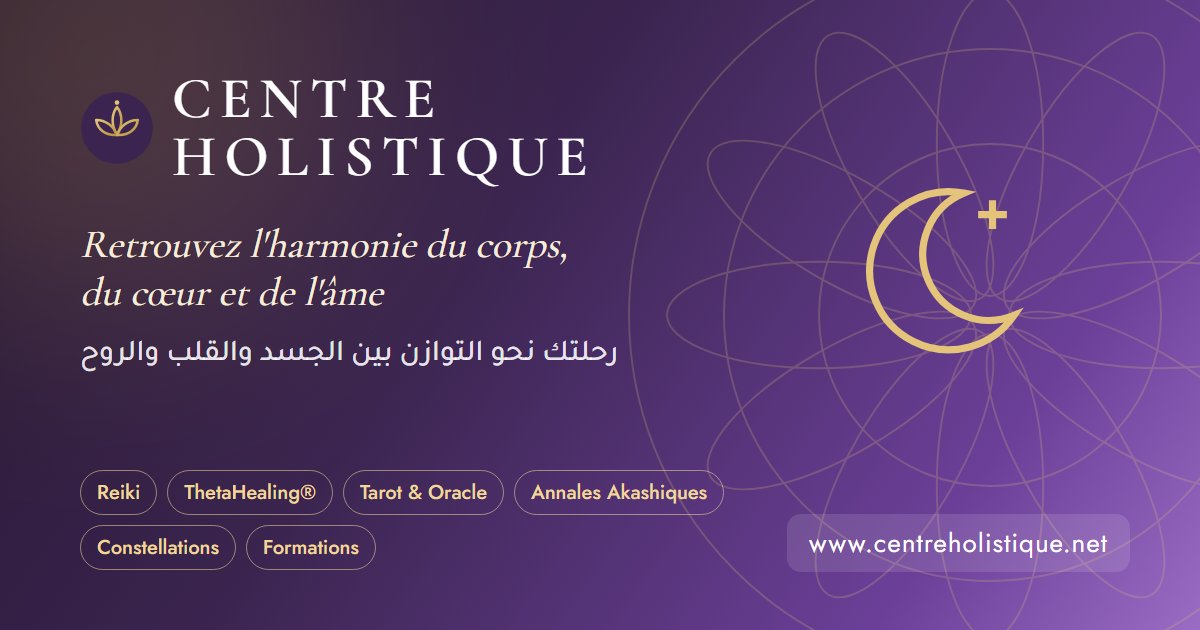 CENTRE
HOLISTIQUE
Retrouvez l'harmonie du corps,
du cœur et de l'âme
رحلتك نحو التوازن بين الجسد والقلب والروح
Reiki
ThetaHealing®
Tarot & Oracle
Annales Akashiques
Constellations
Formations
www.centreholistique.net